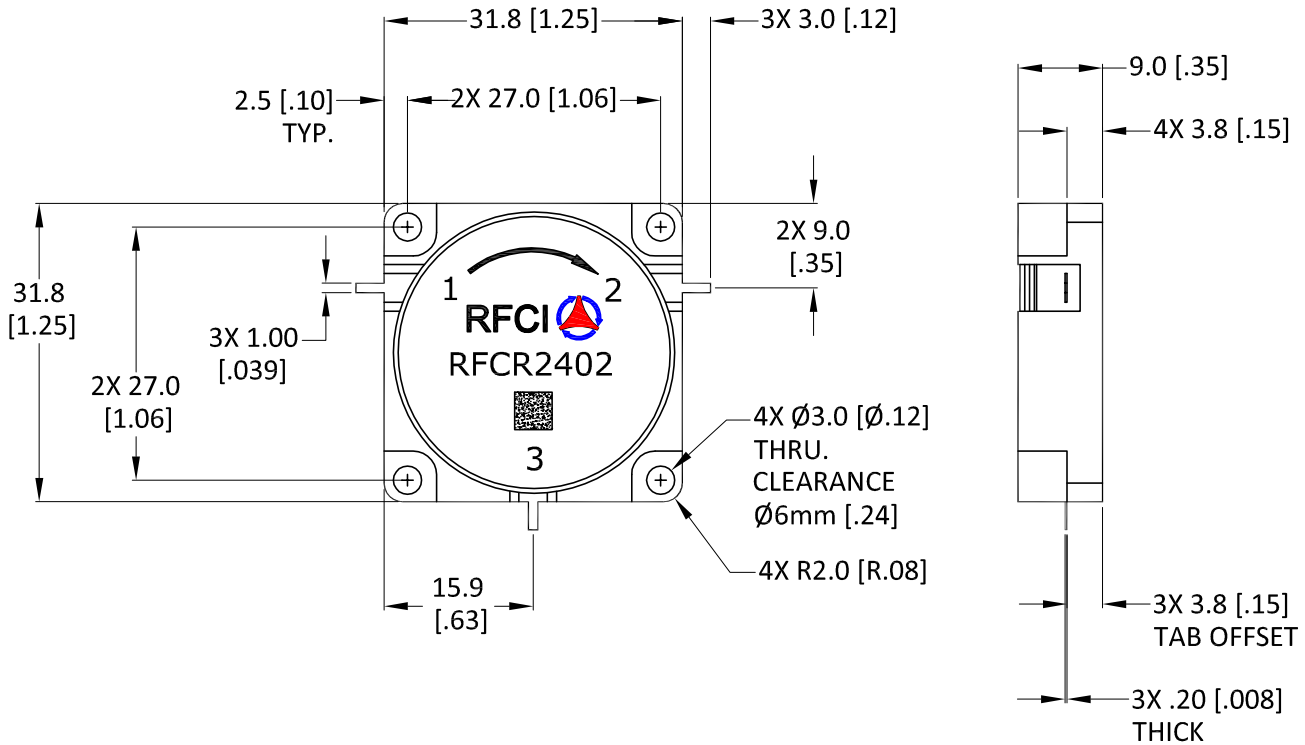 31.8 [1.25]
3X 3.0 [.12]
2.5 [.10]
TYP.
2X 27.0 [1.06]
9.0 [.35]
4X 3.8 [.15]
2X 9.0
[.35]
31.8
[1.25]
3X 1.00
[.039]
2X 27.0
[1.06]
1
2
RFCI
RFCR2402
3
4X Ø3.0 [Ø.12]
THRU.
CLEARANCE
Ø6mm [.24]
4X R2.0 [R.08]
15.9
[.63]
3X 3.8 [.15]
TAB OFFSET
3X .20 [.008]
THICK